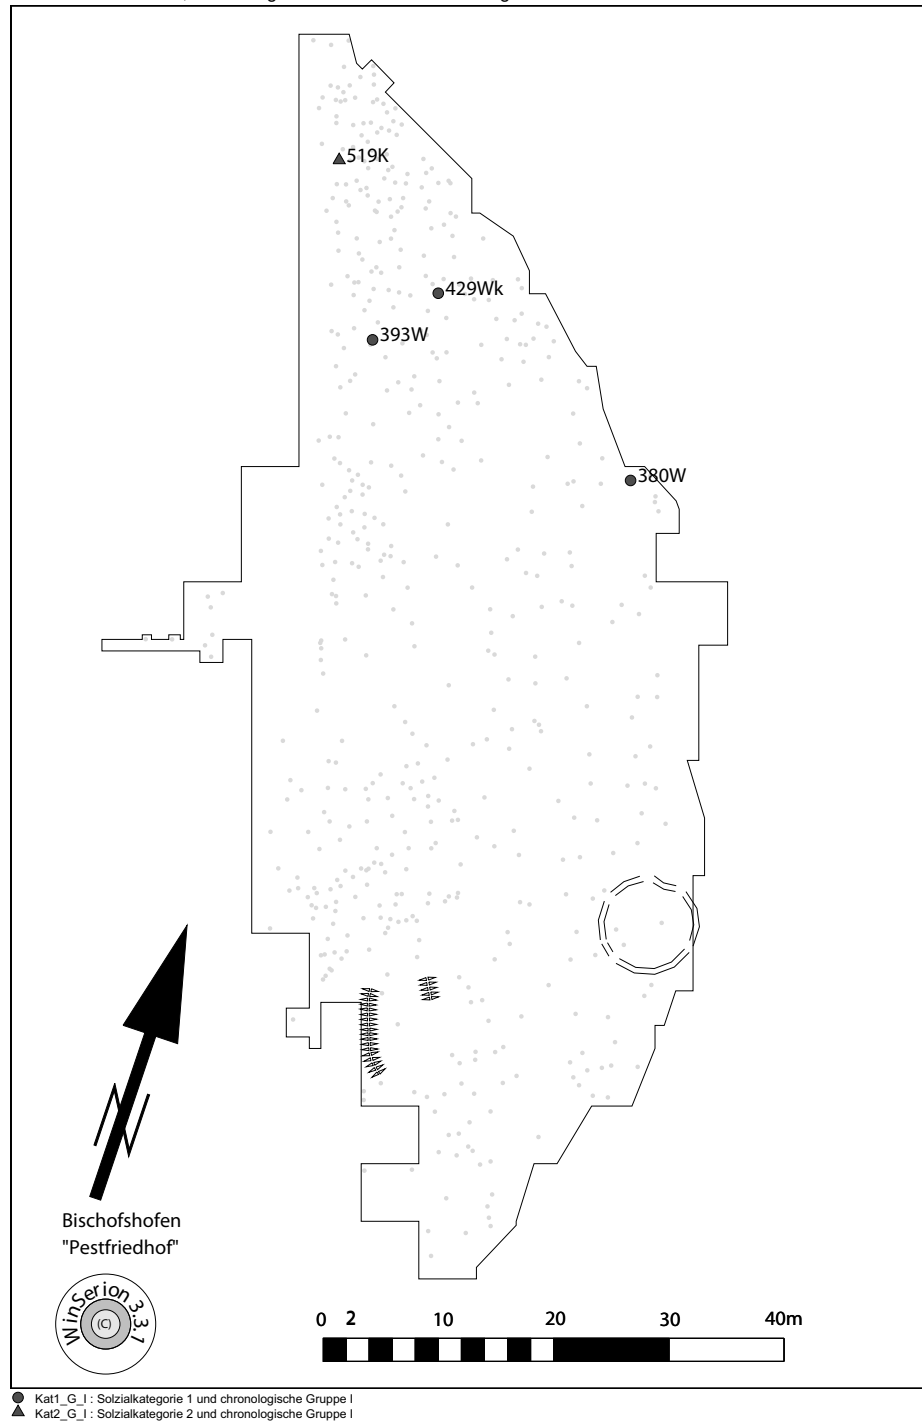 519K
429Wk
393W
380W
Bischofshofen
"Pestfriedhof"
WinSerion 3.3.1
(C)
0 2 10 20 30 40m
Kat1_G_I : Solzialkategorie 1 und chronologische Gruppe I
Kat2_G_I : Solzialkategorie 2 und chronologische Gruppe I